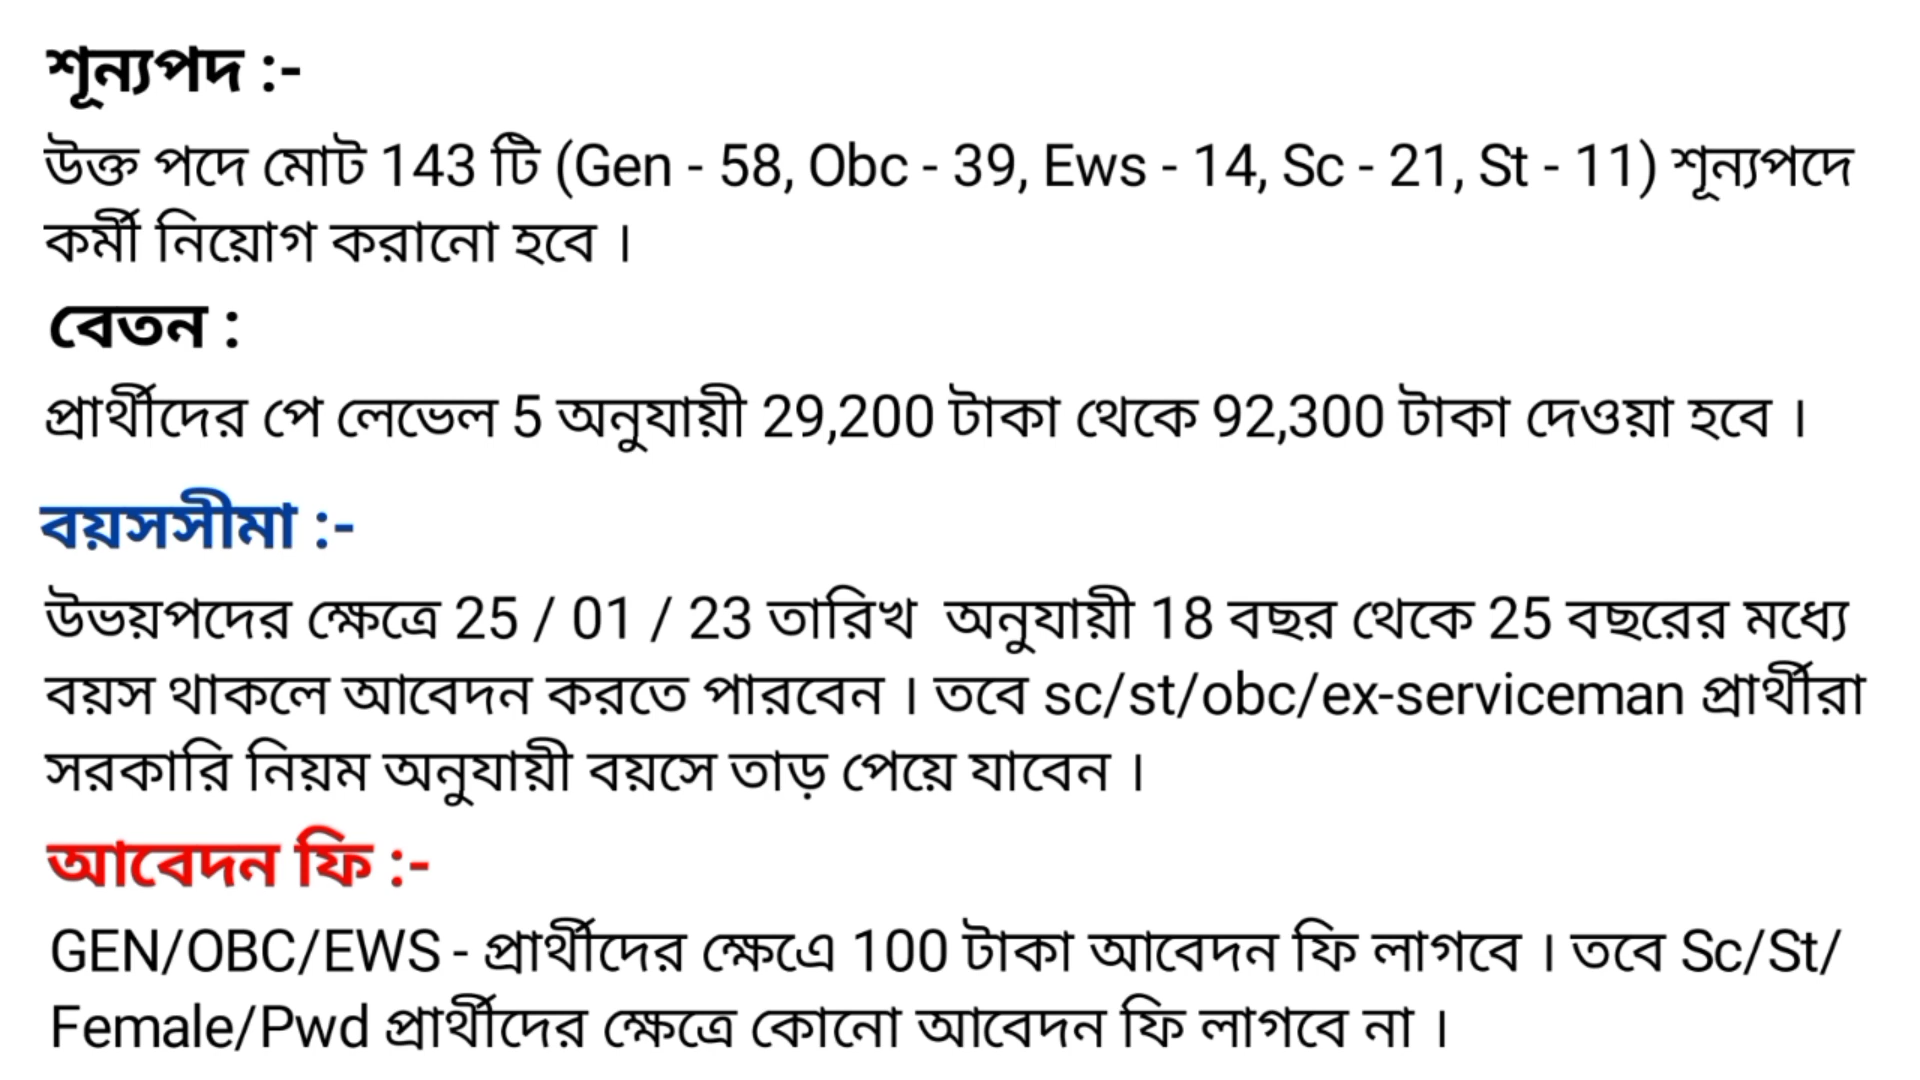 শূন্যপদ :-
উক্ত পদে মোট 143 টি (Gen - 58, Obc - 39, Ews - 14, Sc - 21, St - 11) শূন্যপদে
কর্মী নিয়োগ করানো হবে ।
বেতন :
প্রার্থীদের পে লেভেল 5 অনুযায়ী 29,200 টাকা থেকে 92,300 টাকা দেওয়া হবে ।
বয়সসীমা :-
উভয়পদের ক্ষেত্রে 25 / 01 / 23 তারিখ অনুযায়ী 18 বছর থেকে 25 বছরের মধ্যে
বয়স থাকলে আবেদন করতে পারবেন । তবে sc/st/obc/ex-serviceman প্রার্থীরা
সরকারি নিয়ম অনুযায়ী বয়সে তাড় পেয়ে যাবেন ।
আবেদন ফি :-
GEN/OBC/EWS - প্রার্থীদের ক্ষেএে 100 টাকা আবেদন ফি লাগবে । তবে Sc/St/
Female/Pwd প্রার্থীদের ক্ষেত্রে কোনো আবেদন ফি লাগবে না ।